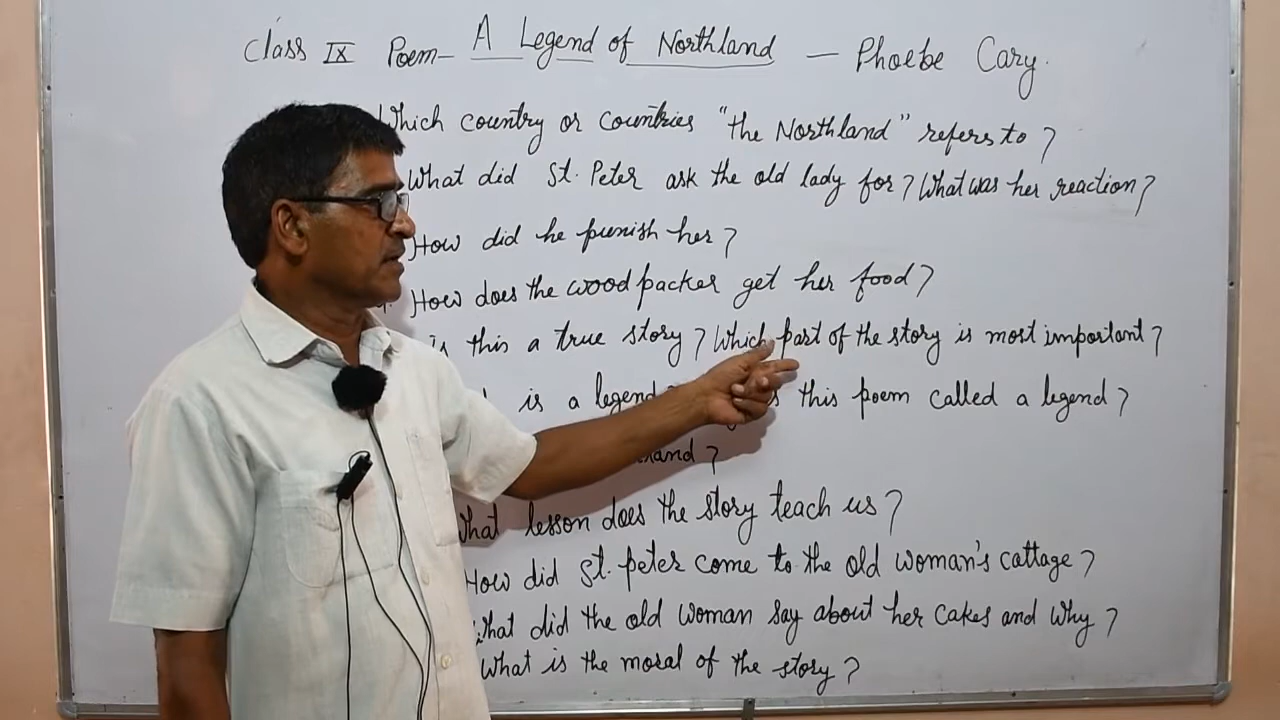 Class IX Poem- A Legend of Northland — Phoebe Cary.
Which country or countries "the Northland" refers to ?
What did St. Peter ask the old lady for ? What was her reaction ?
How did he punish her ?
How does the woodpacker get her food ?
Is this a true story ? Which part of the story is most important ?
is a legend this poem called a legend ?
?
What lesson does the story teach us ?
How did St. peter come to the old woman's cattage ?
What did the old woman say about her cakes and why ?
What is the moral of the story ?